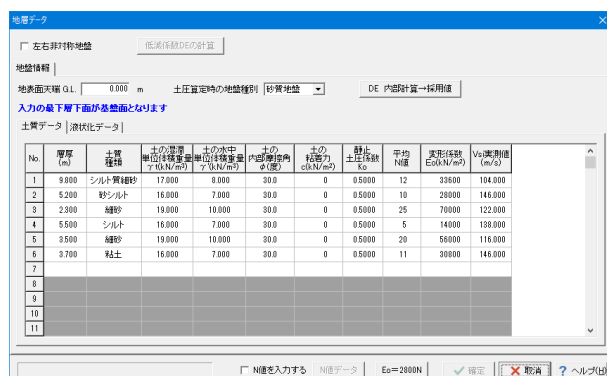 地層データ ×
左右非対称地盤 低減係数DEの計算
地盤情報
地表面天端 G.L. 0.000 m 土圧算定時の地盤種別 砂質地盤 DE 内部計算→採用値
入力の最下層下面が基盤面となります
土質データ 液状化データ
No. 層厚 (m) 土質 種類 土の湿潤 単位体積重量 γt(kN/m³) 土の水中 単位体積重量 γ'(kN/m³) 土の 内部摩擦角 φ(度) 土の 粘着力 c(kN/m²) 静止 土圧係数 Ko 平均 N値 変形係数 Eo(kN/m²) Vsi実測値 (m/s)
1 9.800 シルト質細砂 17.000 8.000 30.0 0 0.5000 12 33600 104.000
2 5.200 砂シルト 16.000 7.000 30.0 0 0.5000 10 28000 146.000
3 2.300 細砂 19.000 10.000 30.0 0 0.5000 25 70000 122.000
4 5.500 シルト 16.000 7.000 30.0 0 0.5000 5 14000 138.000
5 3.500 細砂 19.000 10.000 30.0 0 0.5000 20 56000 116.000
6 3.700 粘土 16.000 7.000 30.0 0 0.5000 11 30800 146.000
7
8
9
10
11
N値を入力する N値データ Eo=2800N 確定 取消 ? ヘルプ(H)